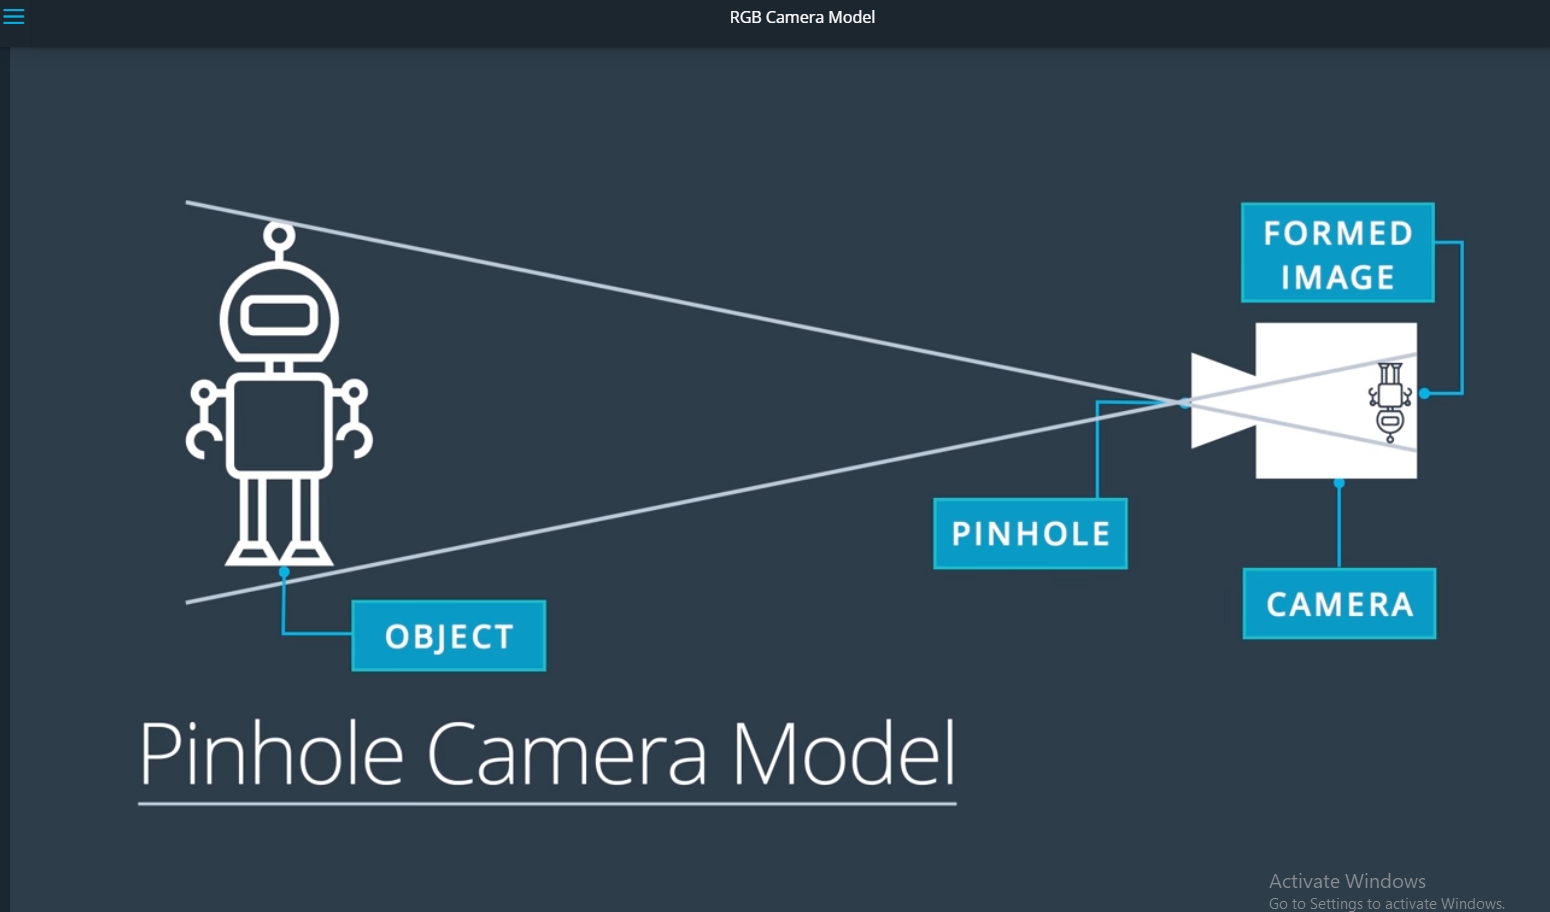 RGB Camera Model
FORMED
IMAGE
PINHOLE
CAMERA
OBJECT
Pinhole Camera Model
Activate Windows
Go to Settings to activate Windows.